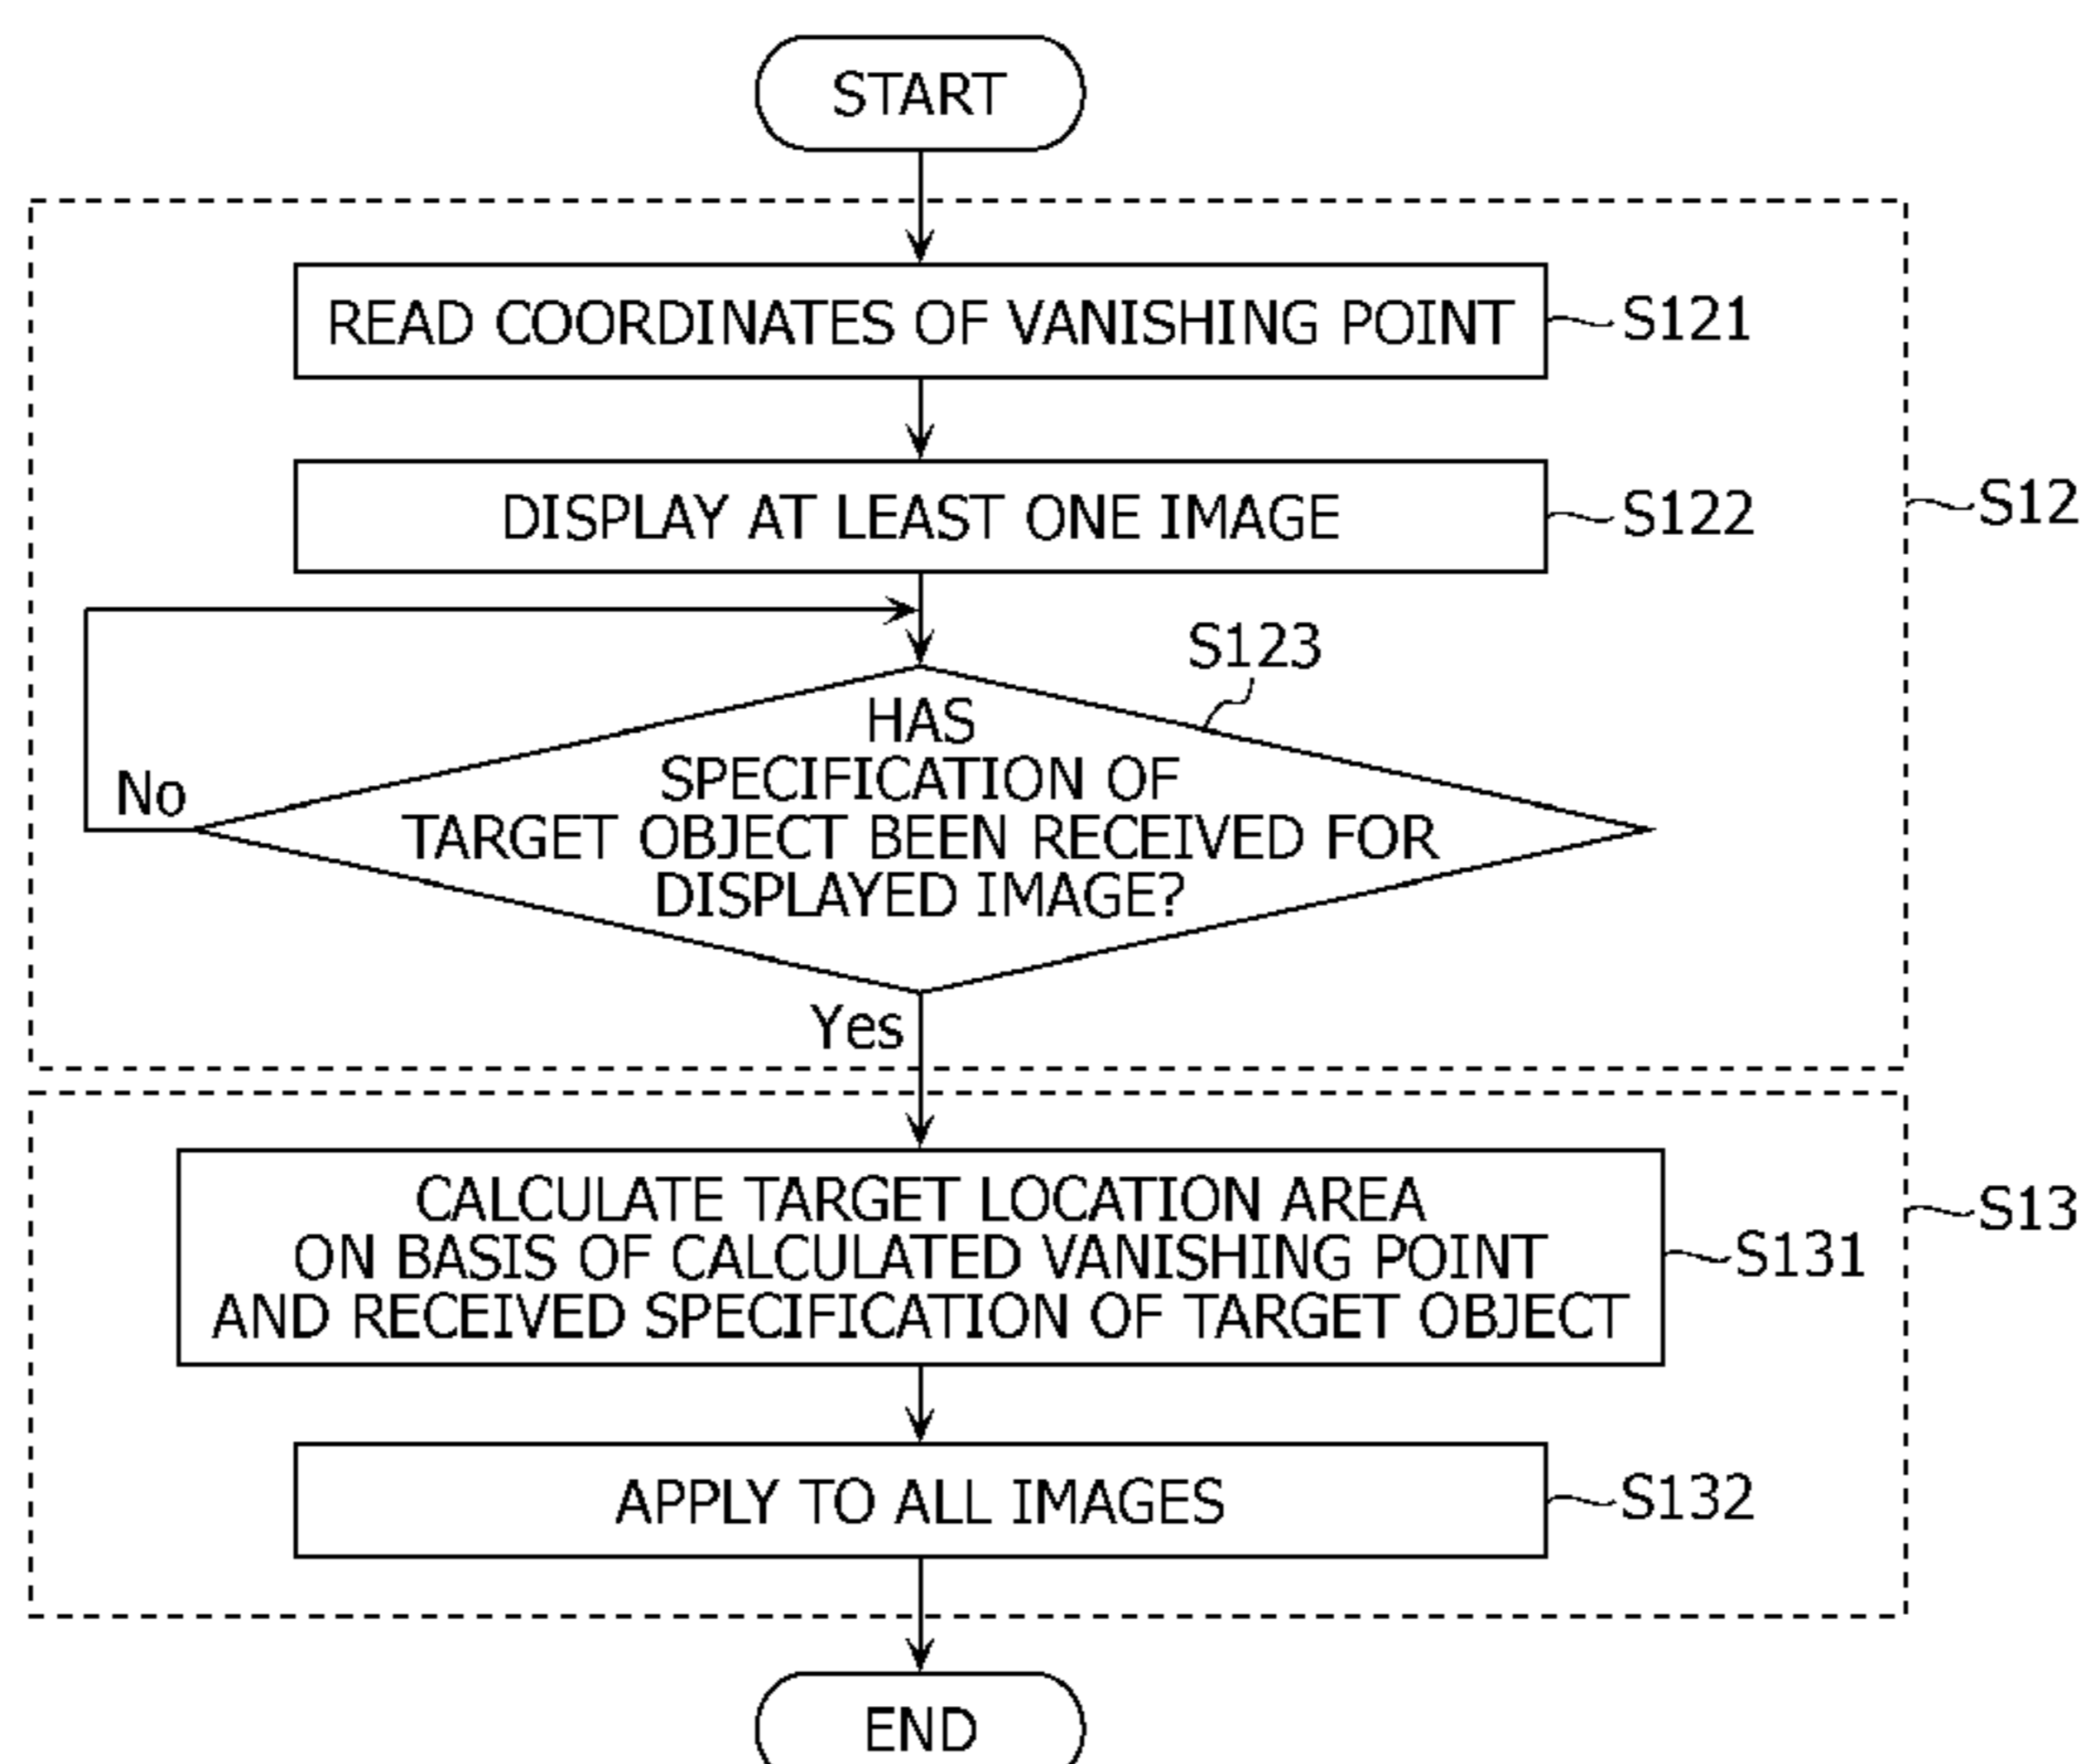 START
READ COORDINATES OF VANISHING POINT
S121
DISPLAY AT LEAST ONE IMAGE
S122
S12
S123
HAS
SPECIFICATION OF
TARGET OBJECT BEEN RECEIVED FOR
DISPLAYED IMAGE?
No
Yes
CALCULATE TARGET LOCATION AREA
ON BASIS OF CALCULATED VANISHING POINT
AND RECEIVED SPECIFICATION OF TARGET OBJECT
S131
S13
APPLY TO ALL IMAGES
S132
END